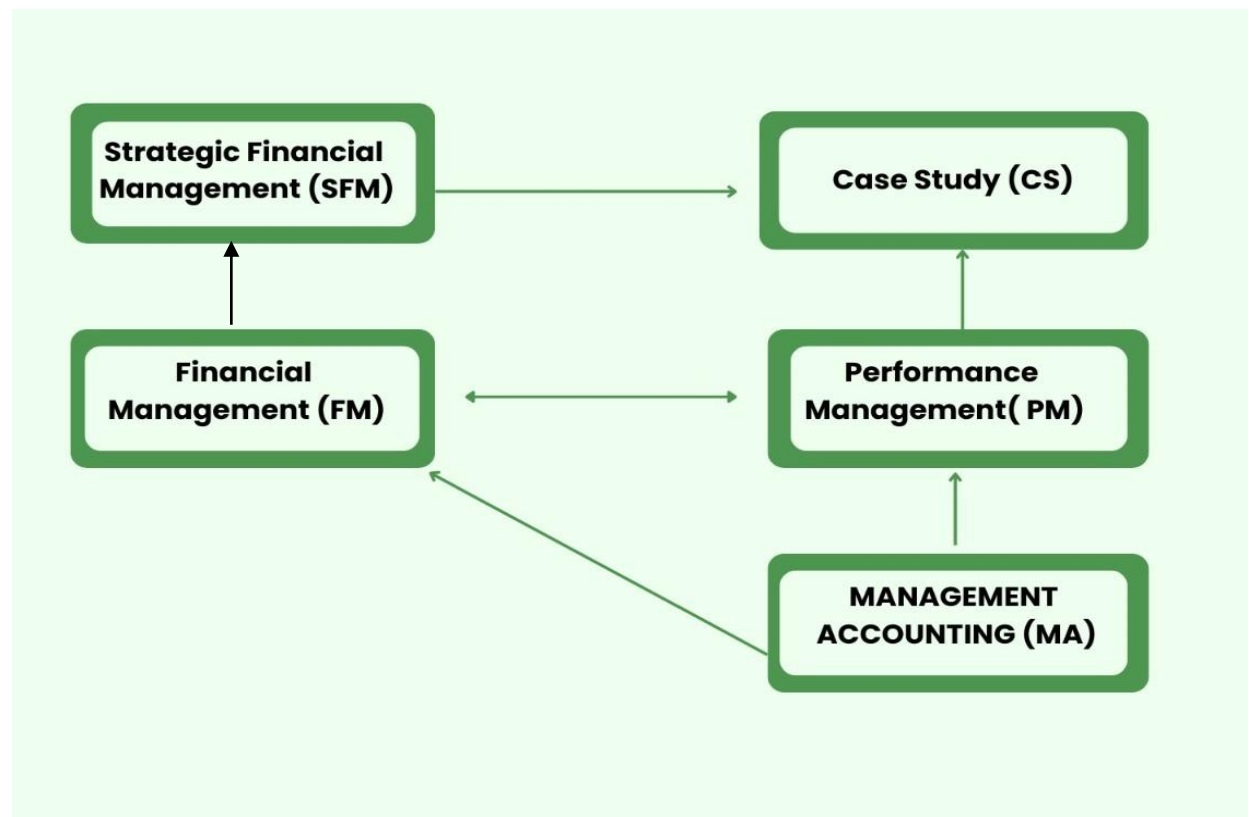 Strategic Financial
Management (SFM)
Case Study (CS)
Financial
Management (FM)
Performance
Management( PM)
MANAGEMENT
ACCOUNTING (MA)